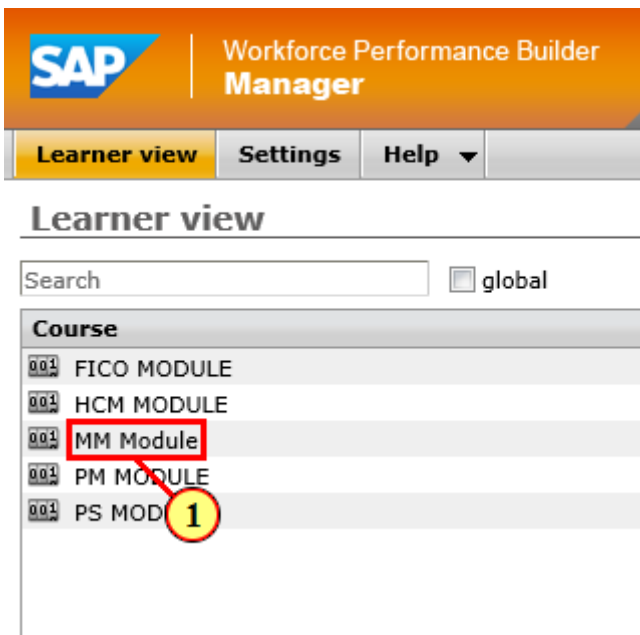 SAP
Workforce Performance Builder
Manager
Learner view Settings Help
Learner view
Search global
Course
FICO MODULE
HCM MODULE
MM Module
PM MODULE
PS MOD
1